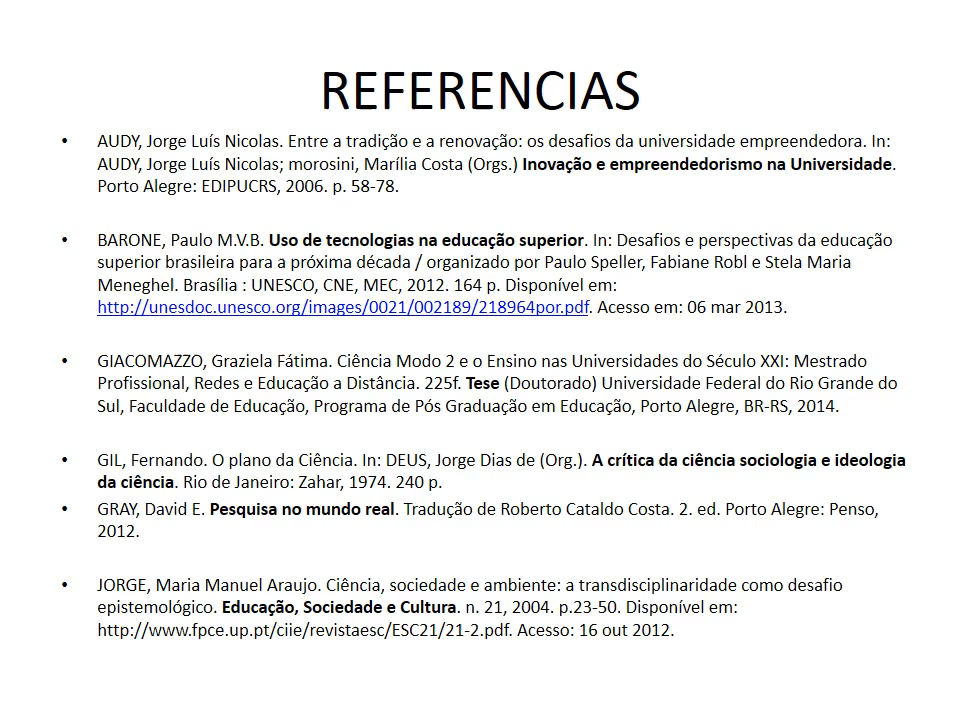 REFERENCIAS
• AUDY, Jorge Luís Nicolas. Entre a tradição e a renovação: os desafios da universidade empreendedora. In:
AUDY, Jorge Luís Nicolas; morosini, Marília Costa (Orgs.) Inovação e empreendedorismo na Universidade.
Porto Alegre: EDIPUCRS, 2006. p. 58-78.
• BARONE, Paulo M.V.B. Uso de tecnologias na educação superior. In: Desafios e perspectivas da educação
superior brasileira para a próxima década / organizado por Paulo Speller, Fabiane Robl e Stela Maria
Meneghel. Brasília : UNESCO, CNE, MEC, 2012. 164 p. Disponível em:
http://unesdoc.unesco.org/images/0021/002189/218964por.pdf. Acesso em: 06 mar 2013.
• GIACOMAZZO, Graziela Fátima. Ciência Modo 2 e o Ensino nas Universidades do Século XXI: Mestrado
Profissional, Redes e Educação a Distância. 225f. Tese (Doutorado) Universidade Federal do Rio Grande do
Sul, Faculdade de Educação, Programa de Pós Graduação em Educação, Porto Alegre, BR-RS, 2014.
• GIL, Fernando. O plano da Ciência. In: DEUS, Jorge Dias de (Org.). A crítica da ciência sociologia e ideologia
da ciência. Rio de Janeiro: Zahar, 1974. 240 p.
• GRAY, David E. Pesquisa no mundo real. Tradução de Roberto Cataldo Costa. 2. ed. Porto Alegre: Penso,
2012.
• JORGE, Maria Manuel Araujo. Ciência, sociedade e ambiente: a transdisciplinaridade como desafio
epistemológico. Educação, Sociedade e Cultura. n. 21, 2004. p.23-50. Disponível em:
http://www.fpce.up.pt/ciie/revistaesc/ESC21/21-2.pdf. Acesso: 16 out 2012.